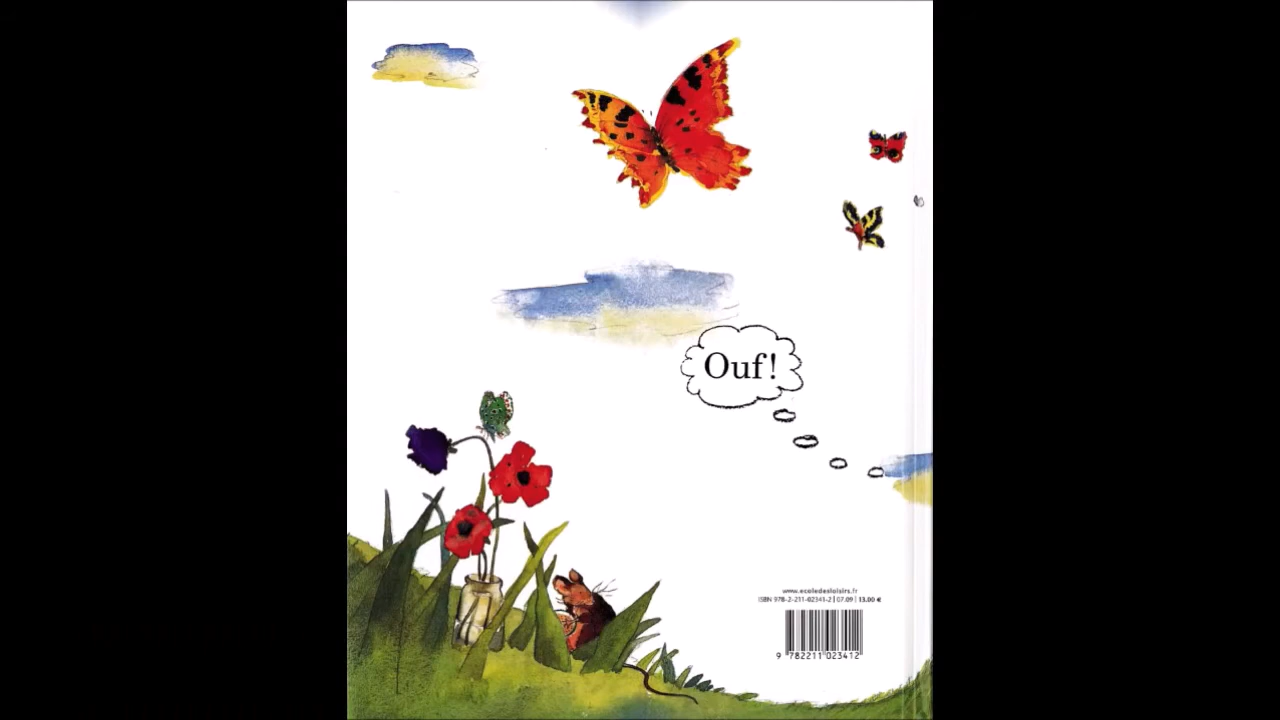 Ouf!
www.ecoledesloisirs.fr
ISBN 978-2-211-02341-2 | 07.09 | 13.00 €
9 782211 023412